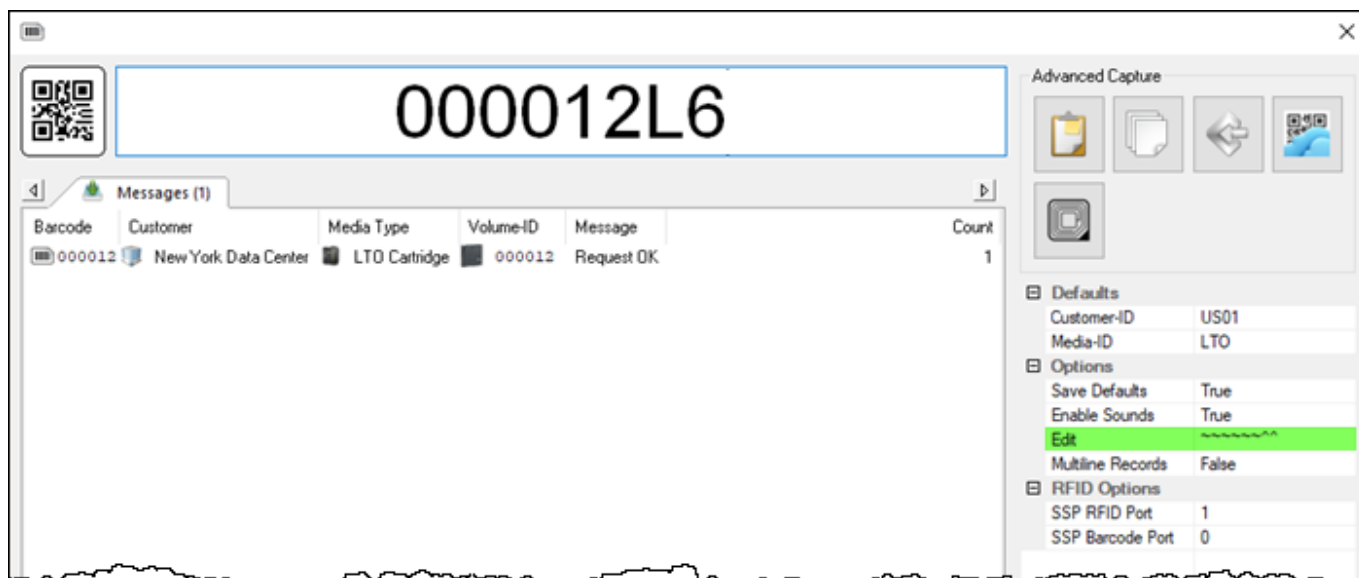 000012L6
Advanced Capture
Messages (1)
Barcode Customer Media Type Volume-ID Message Count
000012 New York Data Center LTO Cartridge 000012 Request OK 1
Defaults
Customer-ID US01
Media-ID LTO
Options
Save Defaults True
Enable Sounds True
Edit ~~~~~~^^
Multiline Records False
RFID Options
SSP RFID Port 1
SSP Barcode Port 0